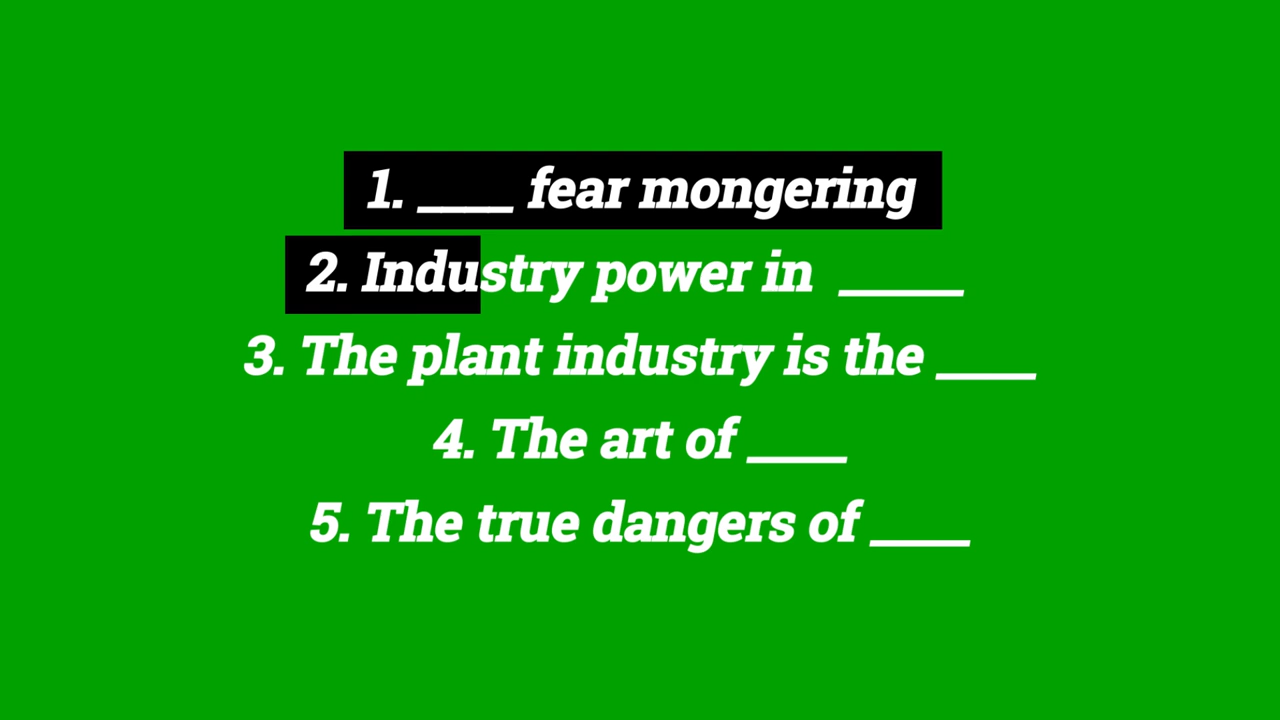 1. ____ fear mongering
2. Industry power in _____
3. The plant industry is the ____
4. The art of ____
5. The true dangers of ____